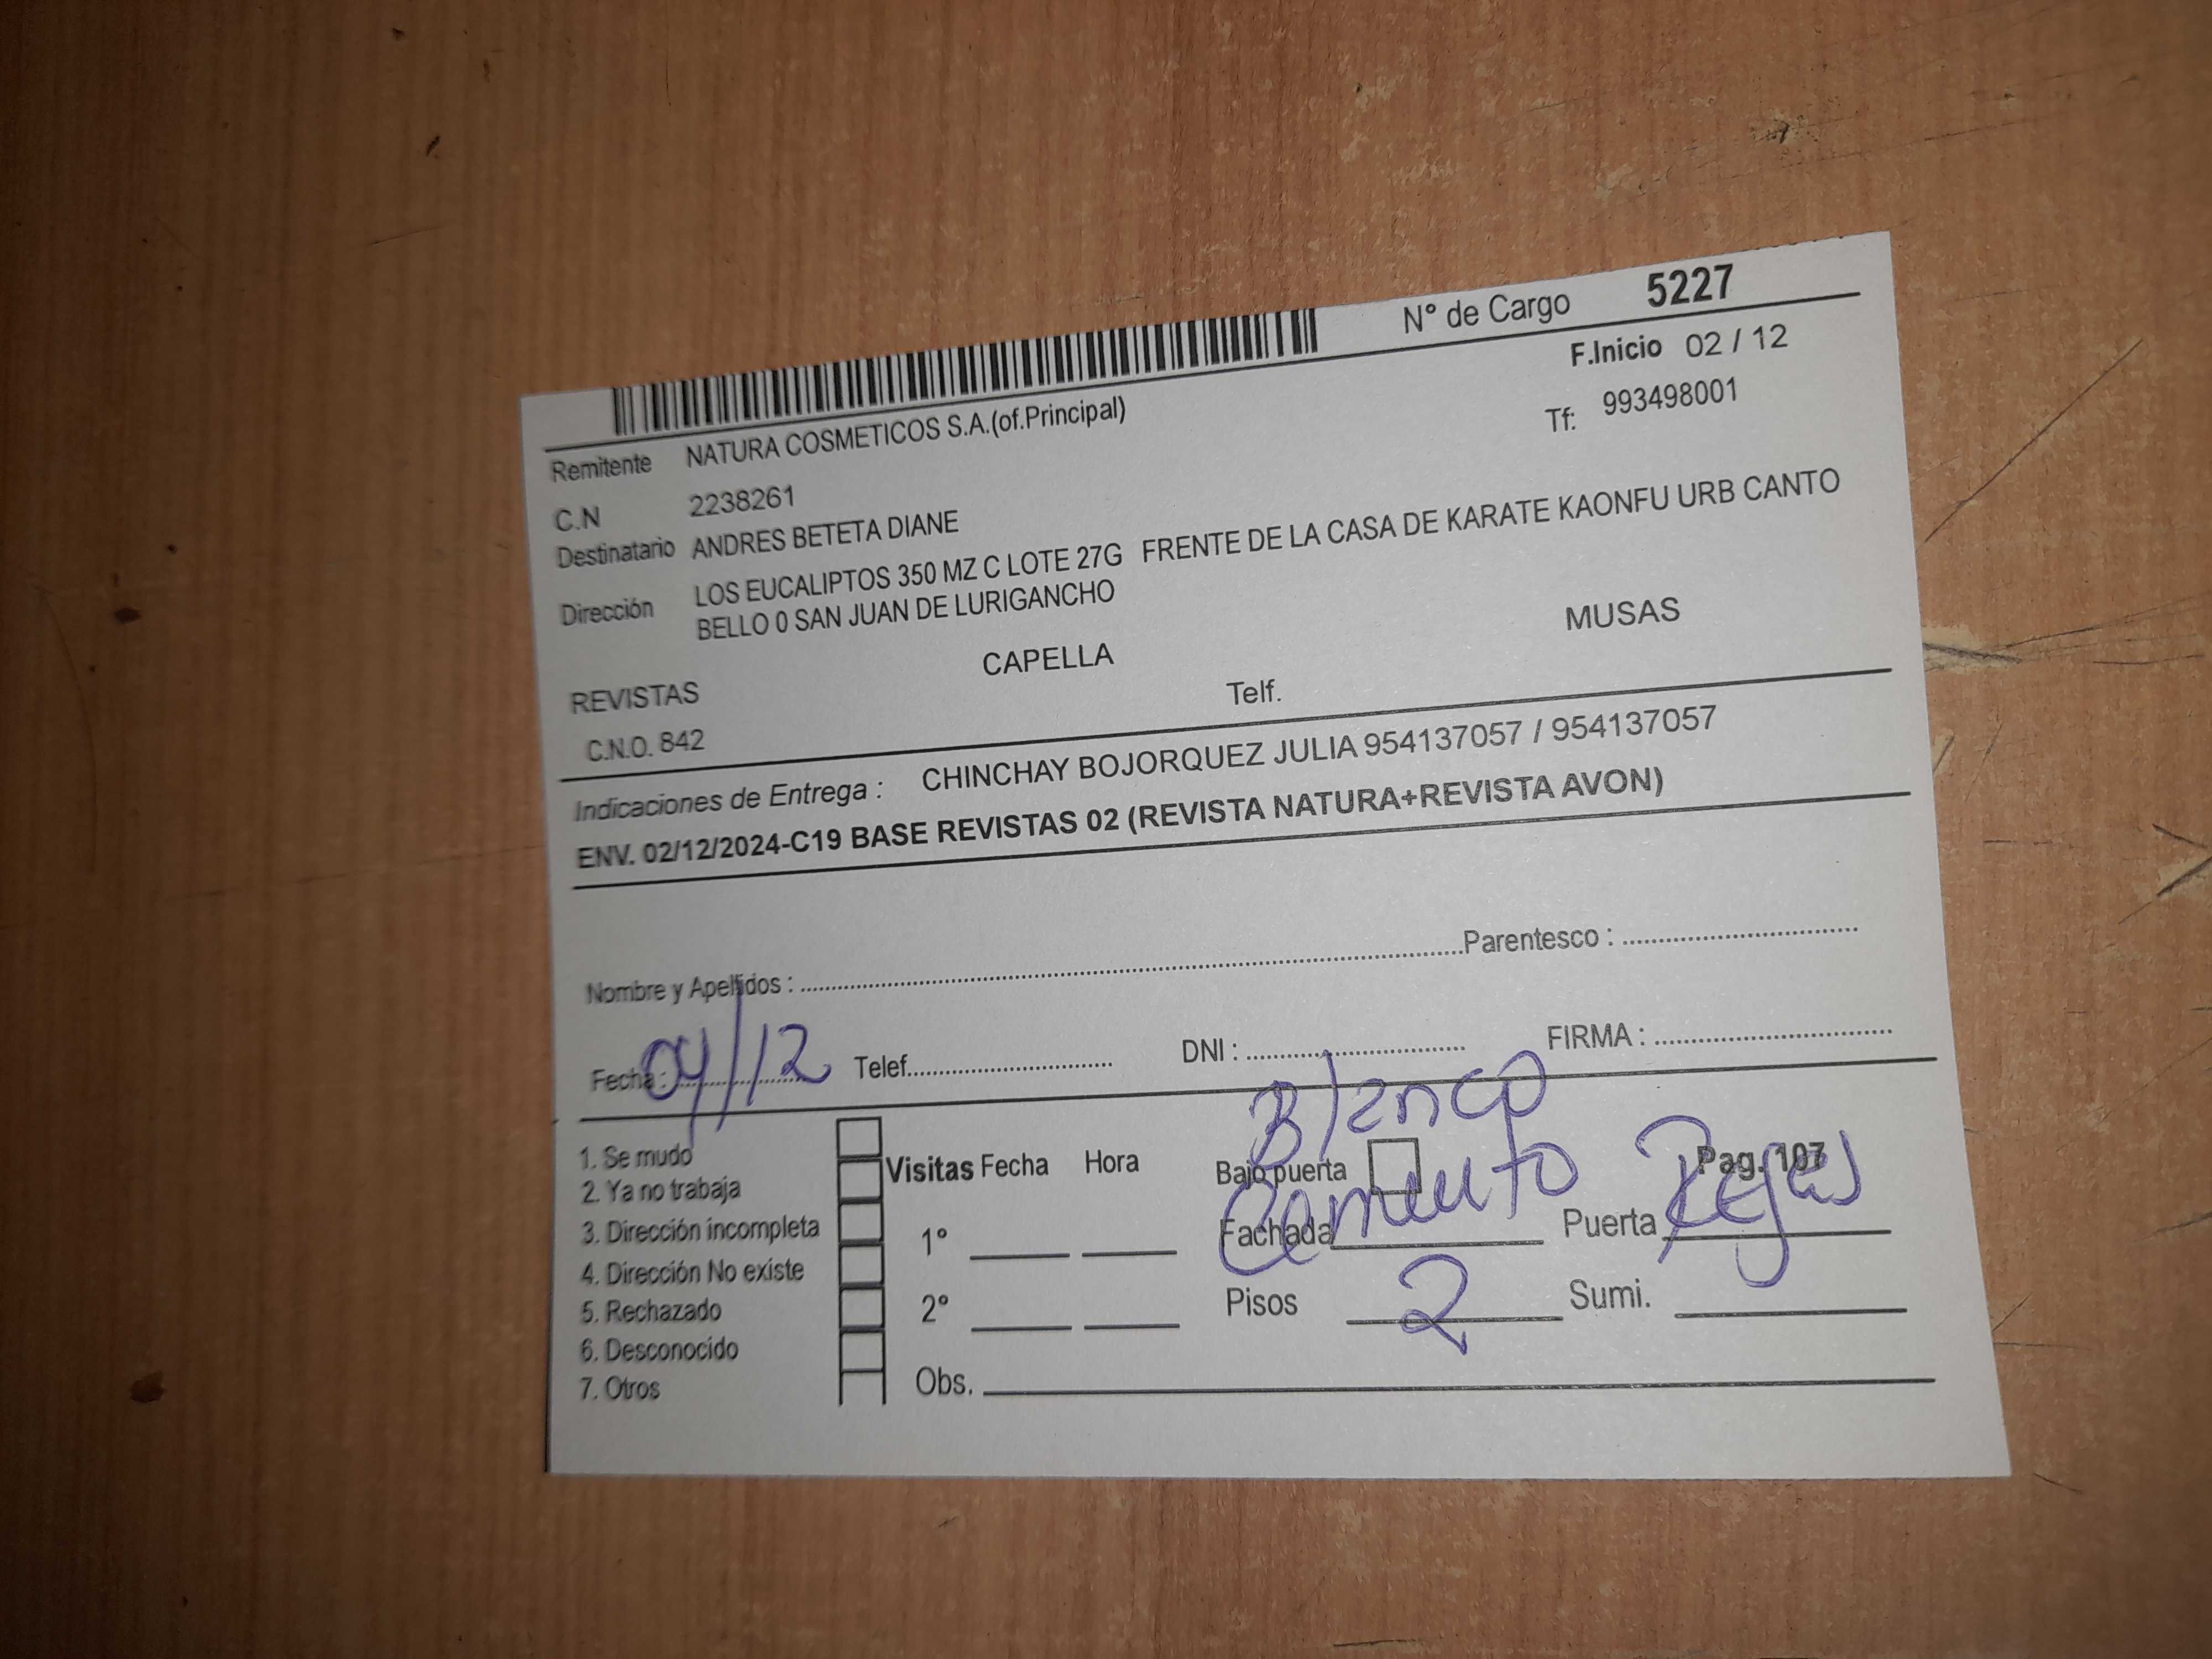 N° de Cargo 5227
F.Inicio 02 / 12
Remitente NATURA COSMETICOS S.A.(of.Principal)
Tf: 993498001
C.N 2238261
Destinatario ANDRES BETETA DIANE
Dirección LOS EUCALIPTOS 350 MZ C LOTE 27G FRENTE DE LA CASA DE KARATE KAONFU URB CANTO
BELLO 0 SAN JUAN DE LURIGANCHO
REVISTAS CAPELLA MUSAS
C.N.O. 842 Telf.
Indicaciones de Entrega : CHINCHAY BOJORQUEZ JULIA 954137057 / 954137057
ENV. 02/12/2024-C19 BASE REVISTAS 02 (REVISTA NATURA+REVISTA AVON)
Nombre y Apellidos : Parentesco :
Fecha : 04/12 Telef. DNI : FIRMA :
Blanco
1. Se mudo
2. Ya no trabaja
3. Dirección incompleta
4. Dirección No existe
5. Rechazado
6. Desconocido
7. Otros
Visitas Fecha Hora
1°
2°
Obs.
Bajo puerta Pag. 107
Fachada Cemento Puerta Rejas
Pisos 2 Sumi.